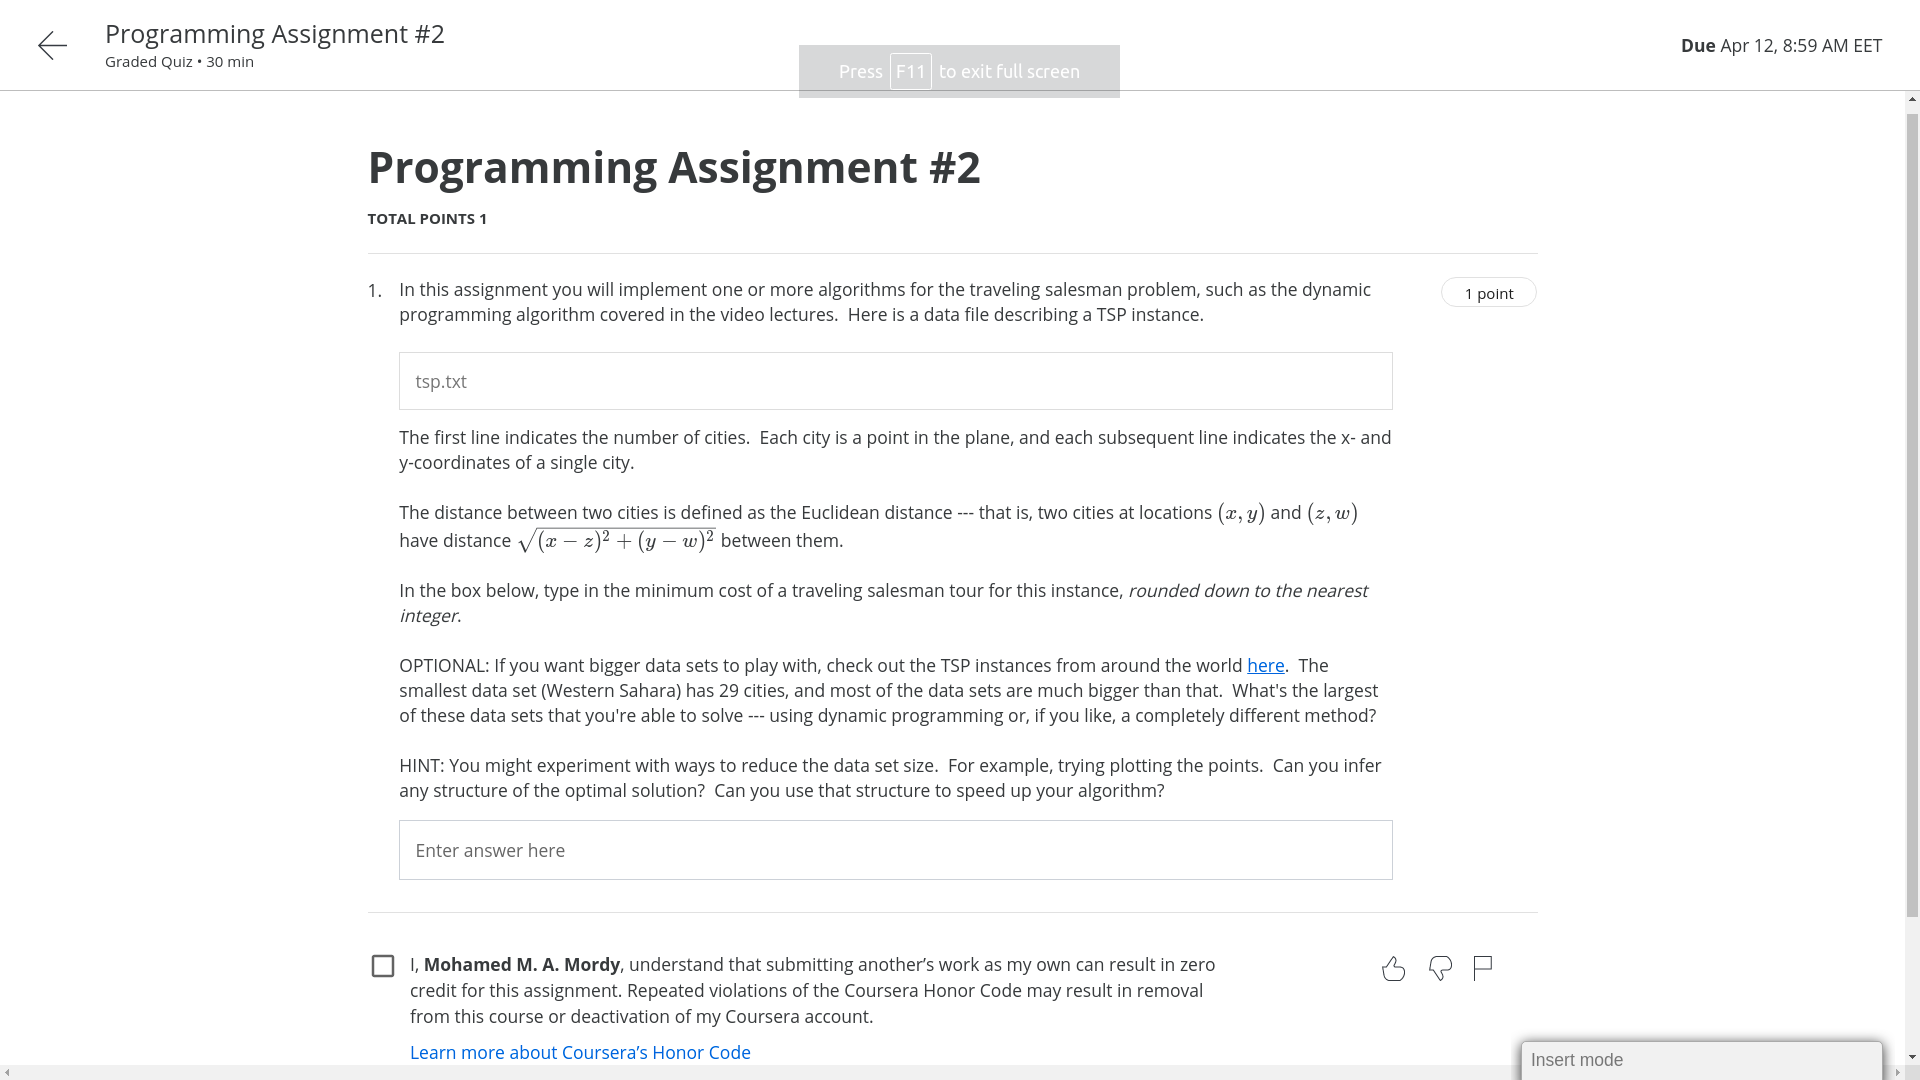 Programming Assignment #2
Graded Quiz • 30 min
Press F11 to exit full screen
Due Apr 12, 8:59 AM EET
Programming Assignment #2
TOTAL POINTS 1
1. In this assignment you will implement one or more algorithms for the traveling salesman problem, such as the dynamic
programming algorithm covered in the video lectures.  Here is a data file describing a TSP instance.
1 point
tsp.txt
The first line indicates the number of cities.  Each city is a point in the plane, and each subsequent line indicates the x- and
y-coordinates of a single city.
The distance between two cities is defined as the Euclidean distance --- that is, two cities at locations (x, y) and (z, w)
have distance √(x − z)² + (y − w)² between them.
In the box below, type in the minimum cost of a traveling salesman tour for this instance, rounded down to the nearest
integer.
OPTIONAL: If you want bigger data sets to play with, check out the TSP instances from around the world here.  The
smallest data set (Western Sahara) has 29 cities, and most of the data sets are much bigger than that.  What's the largest
of these data sets that you're able to solve --- using dynamic programming or, if you like, a completely different method?
HINT: You might experiment with ways to reduce the data set size.  For example, trying plotting the points.  Can you infer
any structure of the optimal solution?  Can you use that structure to speed up your algorithm?
Enter answer here
I, Mohamed M. A. Mordy, understand that submitting another’s work as my own can result in zero
credit for this assignment. Repeated violations of the Coursera Honor Code may result in removal
from this course or deactivation of my Coursera account.
Learn more about Coursera’s Honor Code
Insert mode